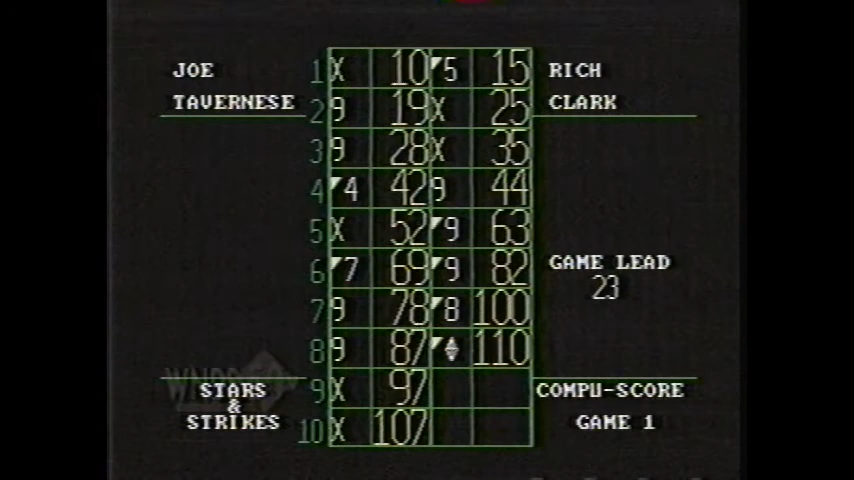 JOE
TAVERNESE
RICH
CLARK
1 X 10 5 15
2 9 19 X 25
3 9 28 X 35
4 4 42 9 44
5 X 52 9 63
6 7 69 9 82
7 9 78 8 100
8 9 87 110
9 X 97
10 X 107
GAME LEAD
23
STARS
&
STRIKES
COMPU-SCORE
GAME 1